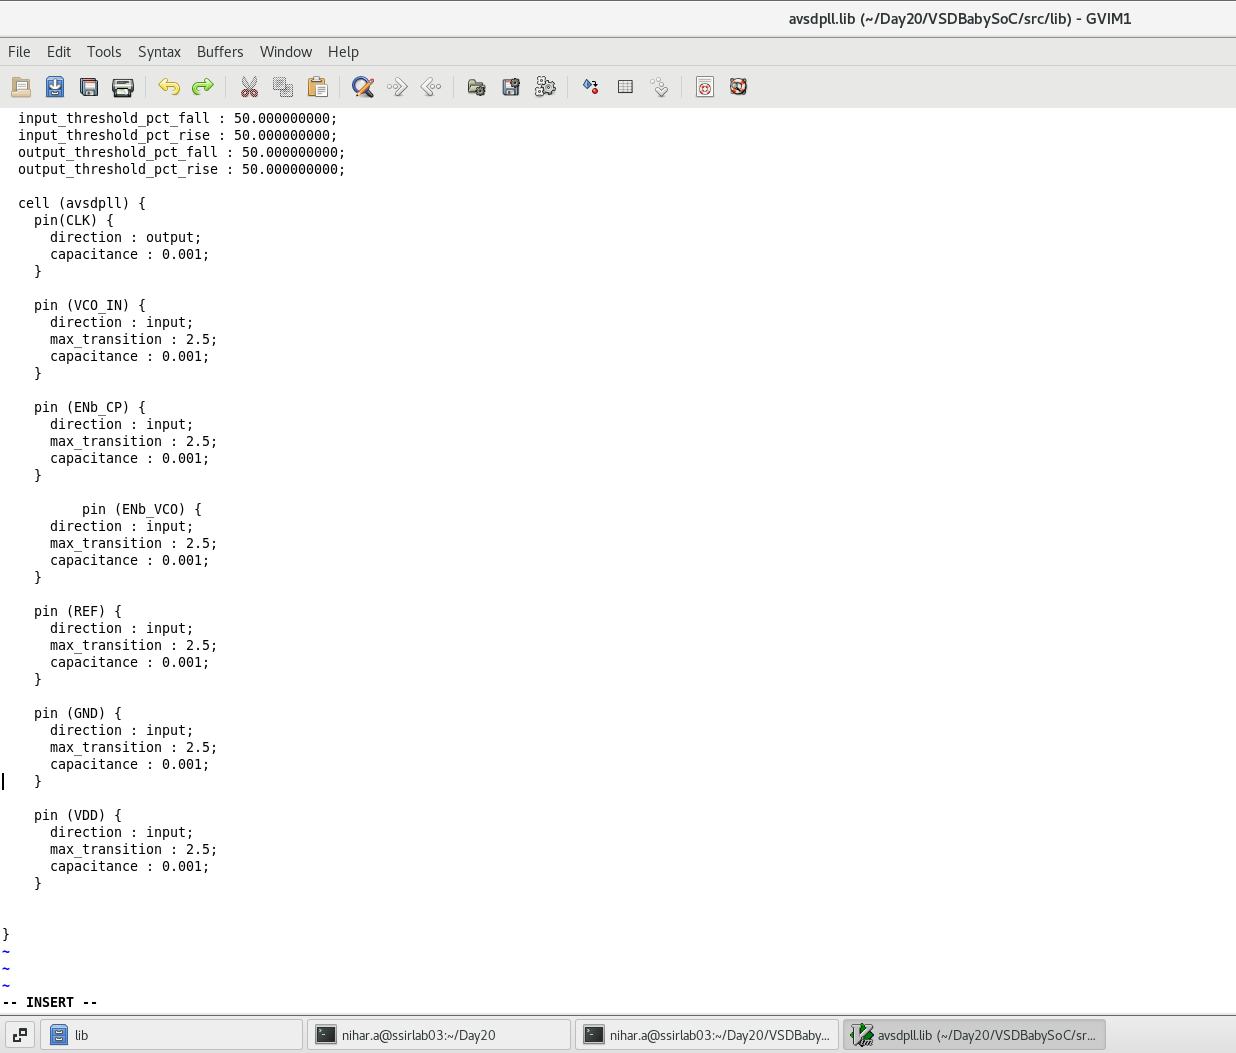 avsdpll.lib (~/Day20/VSDBabySoC/src/lib) - GVIM1
File Edit Tools Syntax Buffers Window Help
  input_threshold_pct_fall : 50.000000000;
  input_threshold_pct_rise : 50.000000000;
  output_threshold_pct_fall : 50.000000000;
  output_threshold_pct_rise : 50.000000000;

  cell (avsdpll) {
    pin(CLK) {
      direction : output;
      capacitance : 0.001;
    }

    pin (VCO_IN) {
      direction : input;
      max_transition : 2.5;
      capacitance : 0.001;
    }

    pin (ENb_CP) {
      direction : input;
      max_transition : 2.5;
      capacitance : 0.001;
    }

          pin (ENb_VCO) {
      direction : input;
      max_transition : 2.5;
      capacitance : 0.001;
    }

    pin (REF) {
      direction : input;
      max_transition : 2.5;
      capacitance : 0.001;
    }

    pin (GND) {
      direction : input;
      max_transition : 2.5;
      capacitance : 0.001;
    }

    pin (VDD) {
      direction : input;
      max_transition : 2.5;
      capacitance : 0.001;
    }


}
~
~
~
-- INSERT --
lib
nihar.a@ssirlab03:~/Day20
nihar.a@ssirlab03:~/Day20/VSDBaby...
avsdpll.lib (~/Day20/VSDBabySoC/sr...